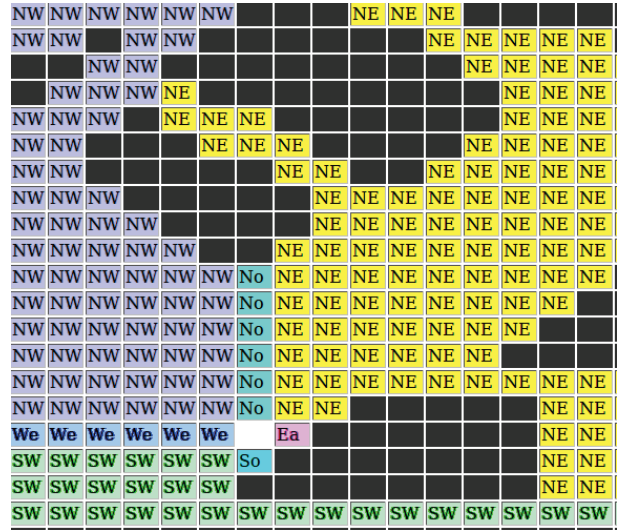 NW NW NW NW NW NW NE NE NE
NW NW NW NW NE NE NE NE NE
NW NW NE NE NE NE
NW NW NW NE NE NE NE
NW NW NW NE NE NE NE NE NE
NW NW NE NE NE NE NE NE NE
NW NW NE NE NE NE NE NE NE
NW NW NW NE NE NE NE NE NE NE NE
NW NW NW NW NE NE NE NE NE NE NE NE
NW NW NW NW NW NE NE NE NE NE NE NE NE NE
NW NW NW NW NW NW No NE NE NE NE NE NE NE NE NE
NW NW NW NW NW NW No NE NE NE NE NE NE NE NE
NW NW NW NW NW NW No NE NE NE NE NE NE NE
NW NW NW NW NW NW No NE NE NE NE NE NE
NW NW NW NW NW NW No NE NE NE NE NE NE NE NE NE
NW NW NW NW NW NW No NE NE NE NE
We We We We We We Ea NE NE
SW SW SW SW SW SW So NE NE
SW SW SW SW SW SW NE NE
SW SW SW SW SW SW SW SW SW SW SW SW SW SW SW SW